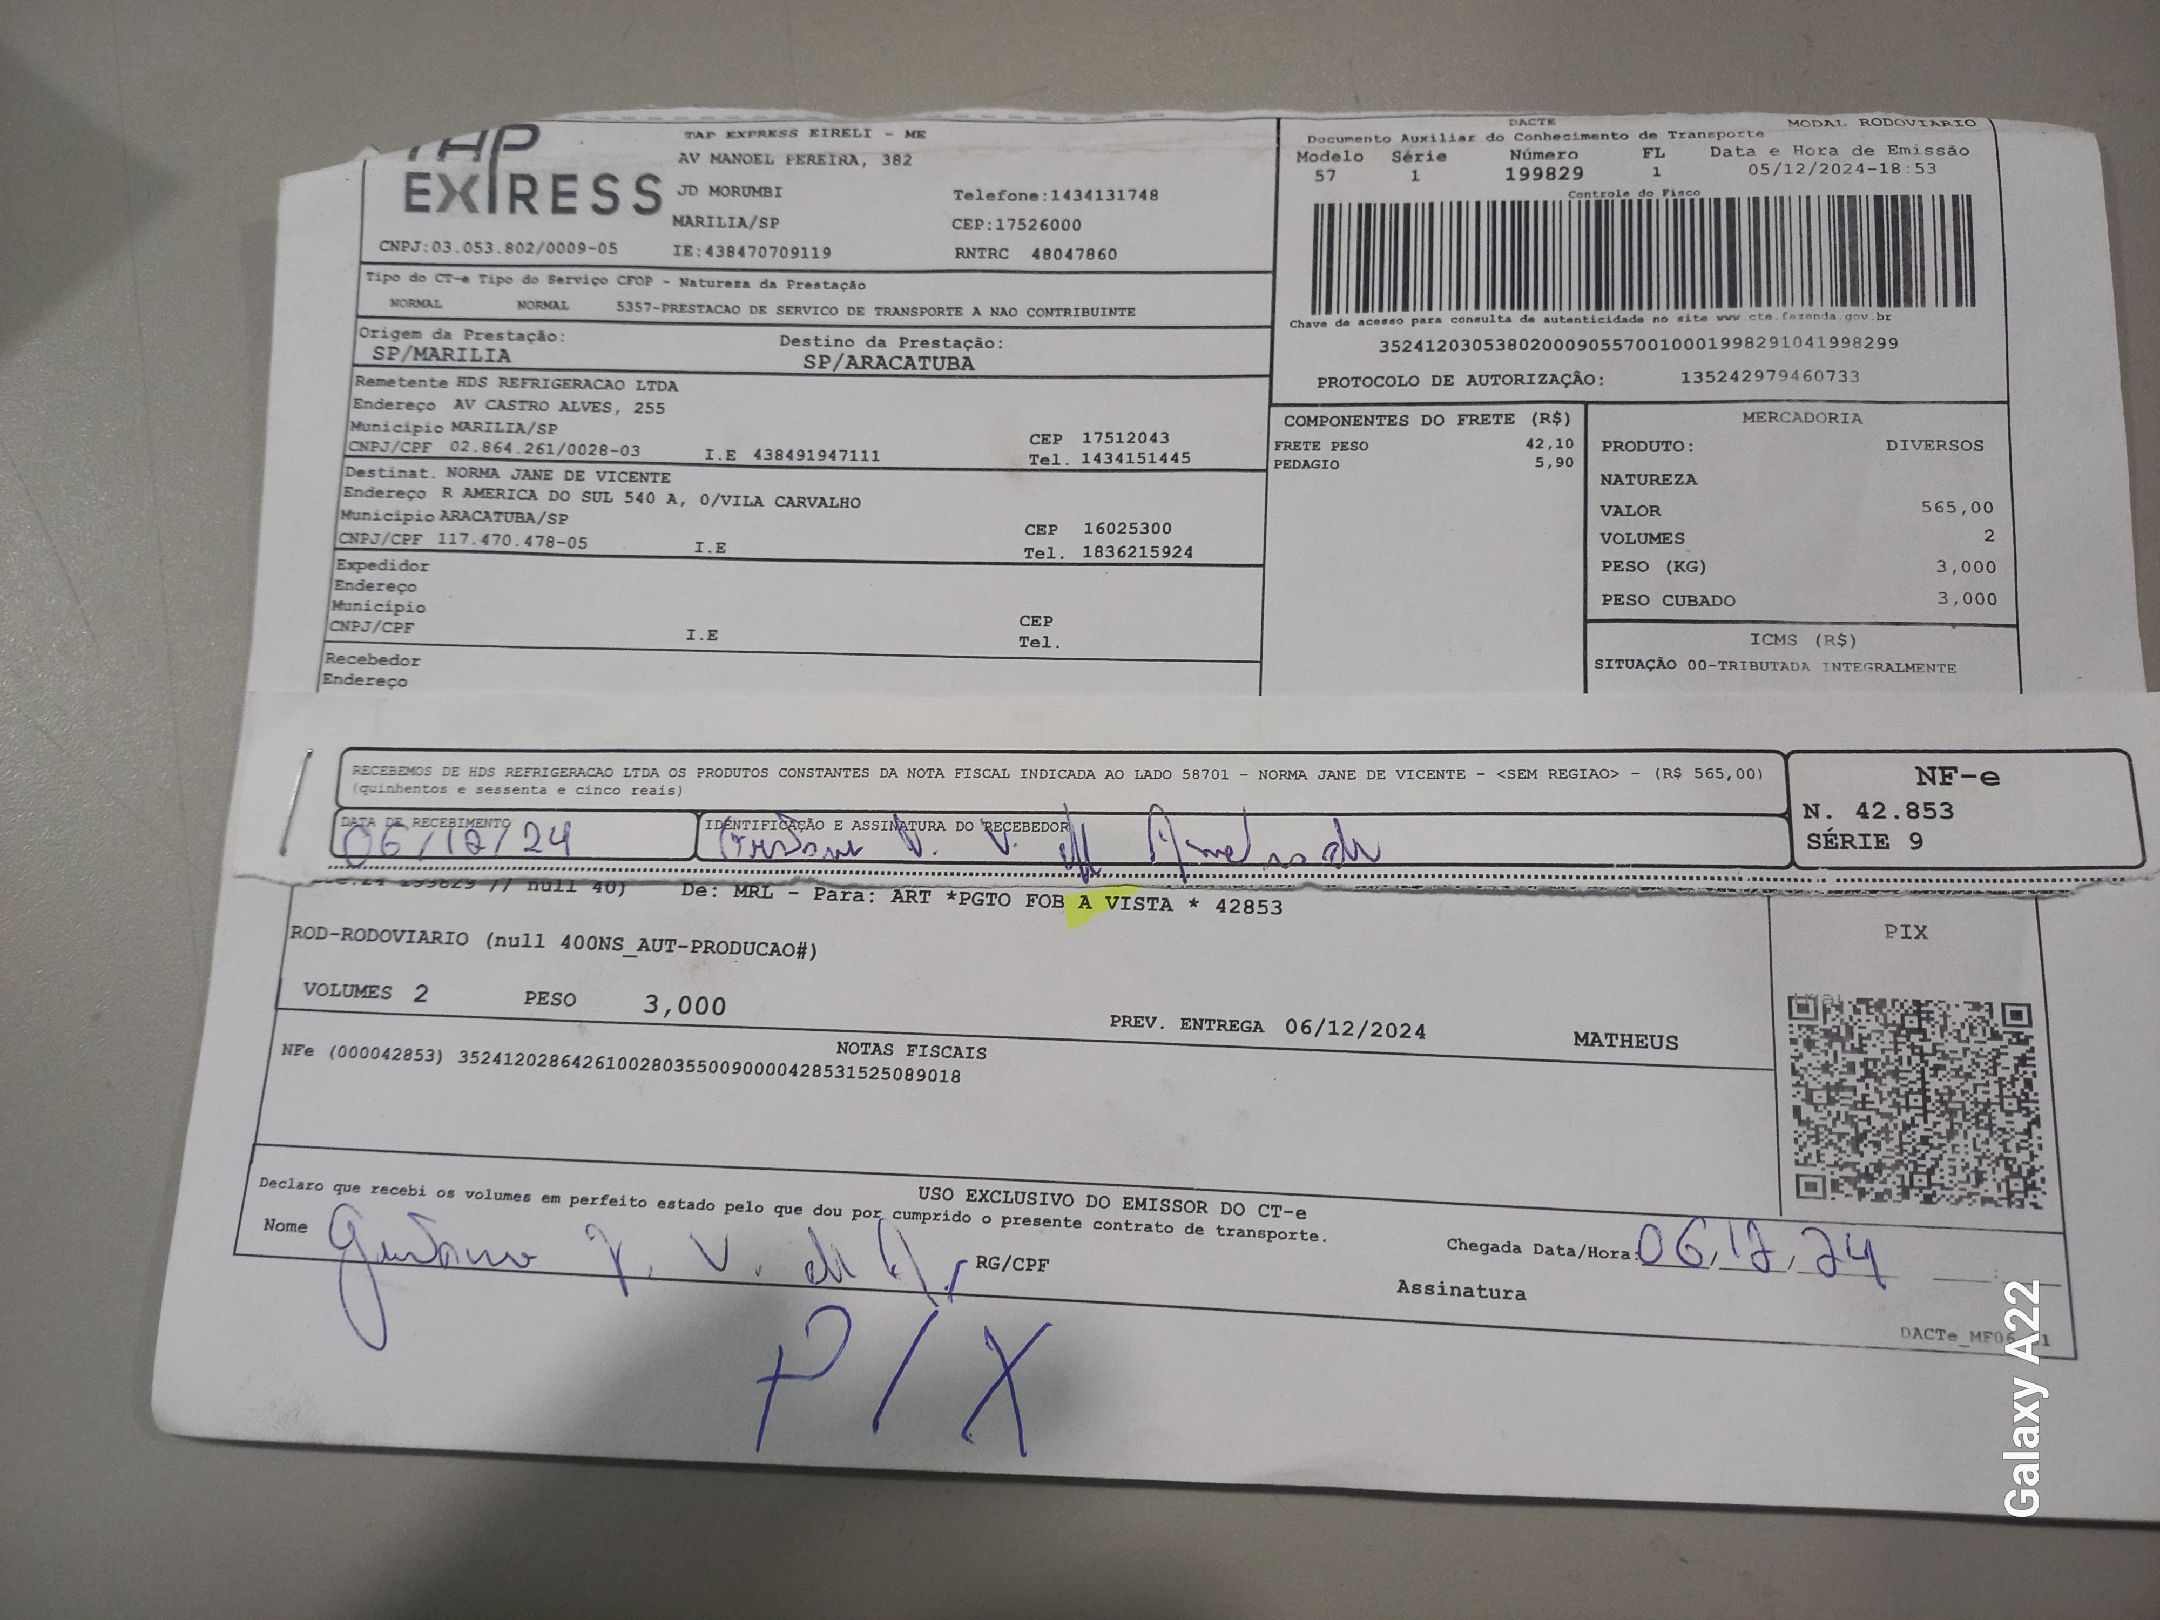 TAP
EXPRESS
TAP EXPRESS EIRELI - ME
AV MANOEL PEREIRA, 382
JD MORUMBI Telefone:1434131748
MARILIA/SP CEP:17526000
CNPJ:03.053.802/0009-05 IE:438470709119 RNTRC 48047860
DACTE MODAL RODOVIÁRIO
Documento Auxiliar do Conhecimento de Transporte
Modelo Série Número FL Data e Hora de Emissão
57 1 199829 1 05/12/2024-18:53
Controle do Fisco
Chave de acesso para consulta de autenticidade no site www.cte.fazenda.gov.br
35241203053802000905570010001998291041998299
PROTOCOLO DE AUTORIZAÇÃO: 135242979460733
Tipo do CT-e Tipo do Serviço CFOP - Natureza da Prestação
NORMAL NORMAL 5357-PRESTACAO DE SERVICO DE TRANSPORTE A NAO CONTRIBUINTE
Origem da Prestação: Destino da Prestação:
SP/MARILIA SP/ARACATUBA
Remetente HDS REFRIGERACAO LTDA
Endereço AV CASTRO ALVES, 255
Município MARILIA/SP CEP 17512043
CNPJ/CPF 02.864.261/0028-03 I.E 438491947111 Tel. 1434151445
Destinat. NORMA JANE DE VICENTE
Endereço R AMERICA DO SUL 540 A, 0/VILA CARVALHO
Município ARACATUBA/SP CEP 16025300
CNPJ/CPF 117.470.478-05 I.E Tel. 1836215924
Expedidor
Endereço
Município CEP
CNPJ/CPF I.E Tel.
Recebedor
Endereço
COMPONENTES DO FRETE (R$)
FRETE PESO 42,10
PEDAGIO 5,90
MERCADORIA
PRODUTO: DIVERSOS
NATUREZA
VALOR 565,00
VOLUMES 2
PESO (KG) 3,000
PESO CUBADO 3,000
ICMS (R$)
SITUAÇÃO 00-TRIBUTADA INTEGRALMENTE
RECEBEMOS DE HDS REFRIGERACAO LTDA OS PRODUTOS CONSTANTES DA NOTA FISCAL INDICADA AO LADO 58701 - NORMA JANE DE VICENTE - <SEM REGIAO> - (R$ 565,00)
(quinhentos e sessenta e cinco reais)
DATA DE RECEBIMENTO IDENTIFICAÇÃO E ASSINATURA DO RECEBEDOR
06/12/24
NF-e
N. 42.853
SÉRIE 9
199829 // null 40) De: MRL - Para: ART *PGTO FOB A VISTA * 42853
ROD-RODOVIARIO (null 400NS_AUT-PRODUCAO#)
VOLUMES 2 PESO 3,000 PREV. ENTREGA 06/12/2024 MATHEUS
PIX
NOTAS FISCAIS
NFe (000042853) 35241202864261002803550090000428531525089018
USO EXCLUSIVO DO EMISSOR DO CT-e
Declaro que recebi os volumes em perfeito estado pelo que dou por cumprido o presente contrato de transporte.
Nome RG/CPF Chegada Data/Hora: 06/12/24
Assinatura
PIX
Galaxy A22